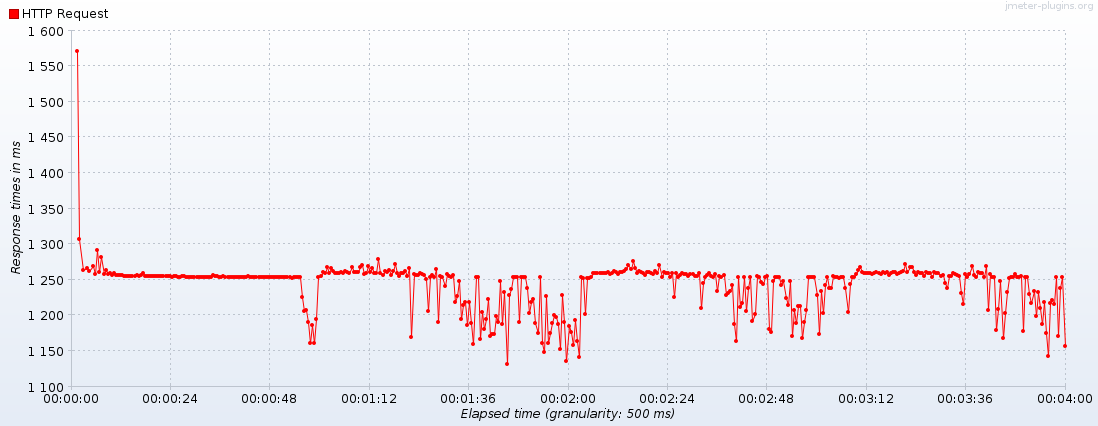 jmeter-plugins.org
HTTP Request
1 600
1 550
1 500
1 450
1 400
1 350
1 300
1 250
1 200
1 150
1 100
Response times in ms
00:00:00 00:00:24 00:00:48 00:01:12 00:01:36 00:02:00 00:02:24 00:02:48 00:03:12 00:03:36 00:04:00
Elapsed time (granularity: 500 ms)